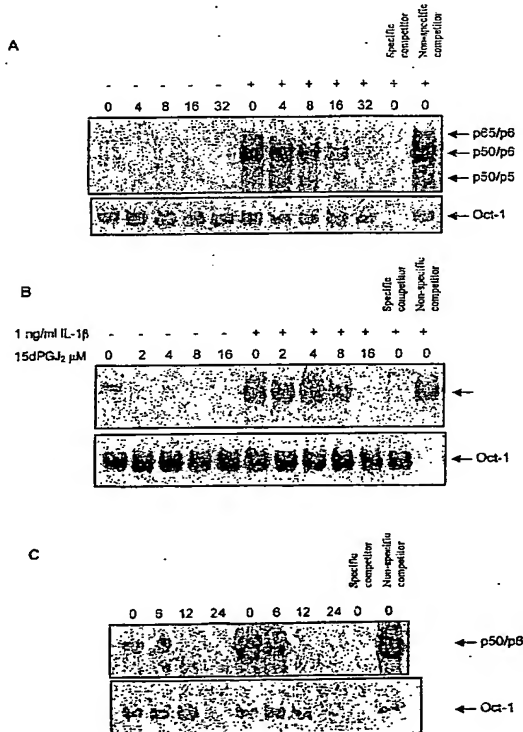 A
Specific competitor
Non-specific competitor
- - - - - + + + + + + +
0 4 8 16 32 0 4 8 16 32 0 0
p65/p6
p50/p6
p50/p5
Oct-1
B
Specific competitor
Non-specific competitor
1 ng/ml IL-1β - - - - - + + + + + + +
15dPGJ₂ μM 0 2 4 8 16 0 2 4 8 16 0 0
Oct-1
C
Specific competitor
Non-specific competitor
0 6 12 24 0 6 12 24 0 0
p50/p6
Oct-1